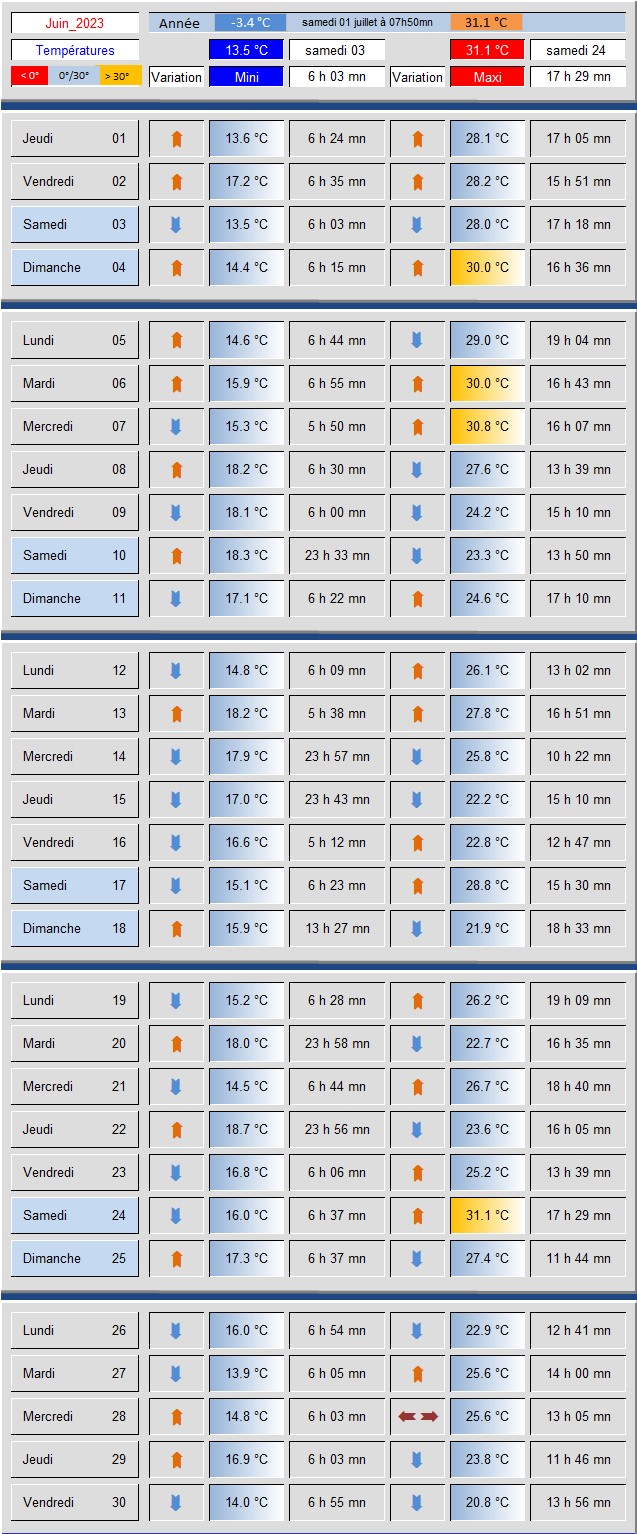 Juin_2023 Année -3.4 °C samedi 01 juillet à 07h50mn 31.1 °C
Températures 13.5 °C samedi 03 31.1 °C samedi 24
< 0° 0°/30° > 30° Variation Mini 6 h 03 mn Variation Maxi 17 h 29 mn
Jeudi 01 13.6 °C 6 h 24 mn 28.1 °C 17 h 05 mn
Vendredi 02 17.2 °C 6 h 35 mn 28.2 °C 15 h 51 mn
Samedi 03 13.5 °C 6 h 03 mn 28.0 °C 17 h 18 mn
Dimanche 04 14.4 °C 6 h 15 mn 30.0 °C 16 h 36 mn
Lundi 05 14.6 °C 6 h 44 mn 29.0 °C 19 h 04 mn
Mardi 06 15.9 °C 6 h 55 mn 30.0 °C 16 h 43 mn
Mercredi 07 15.3 °C 5 h 50 mn 30.8 °C 16 h 07 mn
Jeudi 08 18.2 °C 6 h 30 mn 27.6 °C 13 h 39 mn
Vendredi 09 18.1 °C 6 h 00 mn 24.2 °C 15 h 10 mn
Samedi 10 18.3 °C 23 h 33 mn 23.3 °C 13 h 50 mn
Dimanche 11 17.1 °C 6 h 22 mn 24.6 °C 17 h 10 mn
Lundi 12 14.8 °C 6 h 09 mn 26.1 °C 13 h 02 mn
Mardi 13 18.2 °C 5 h 38 mn 27.8 °C 16 h 51 mn
Mercredi 14 17.9 °C 23 h 57 mn 25.8 °C 10 h 22 mn
Jeudi 15 17.0 °C 23 h 43 mn 22.2 °C 15 h 10 mn
Vendredi 16 16.6 °C 5 h 12 mn 22.8 °C 12 h 47 mn
Samedi 17 15.1 °C 6 h 23 mn 28.8 °C 15 h 30 mn
Dimanche 18 15.9 °C 13 h 27 mn 21.9 °C 18 h 33 mn
Lundi 19 15.2 °C 6 h 28 mn 26.2 °C 19 h 09 mn
Mardi 20 18.0 °C 23 h 58 mn 22.7 °C 16 h 35 mn
Mercredi 21 14.5 °C 6 h 44 mn 26.7 °C 18 h 40 mn
Jeudi 22 18.7 °C 23 h 56 mn 23.6 °C 16 h 05 mn
Vendredi 23 16.8 °C 6 h 06 mn 25.2 °C 13 h 39 mn
Samedi 24 16.0 °C 6 h 37 mn 31.1 °C 17 h 29 mn
Dimanche 25 17.3 °C 6 h 37 mn 27.4 °C 11 h 44 mn
Lundi 26 16.0 °C 6 h 54 mn 22.9 °C 12 h 41 mn
Mardi 27 13.9 °C 6 h 05 mn 25.6 °C 14 h 00 mn
Mercredi 28 14.8 °C 6 h 03 mn 25.6 °C 13 h 05 mn
Jeudi 29 16.9 °C 6 h 03 mn 23.8 °C 11 h 46 mn
Vendredi 30 14.0 °C 6 h 55 mn 20.8 °C 13 h 56 mn